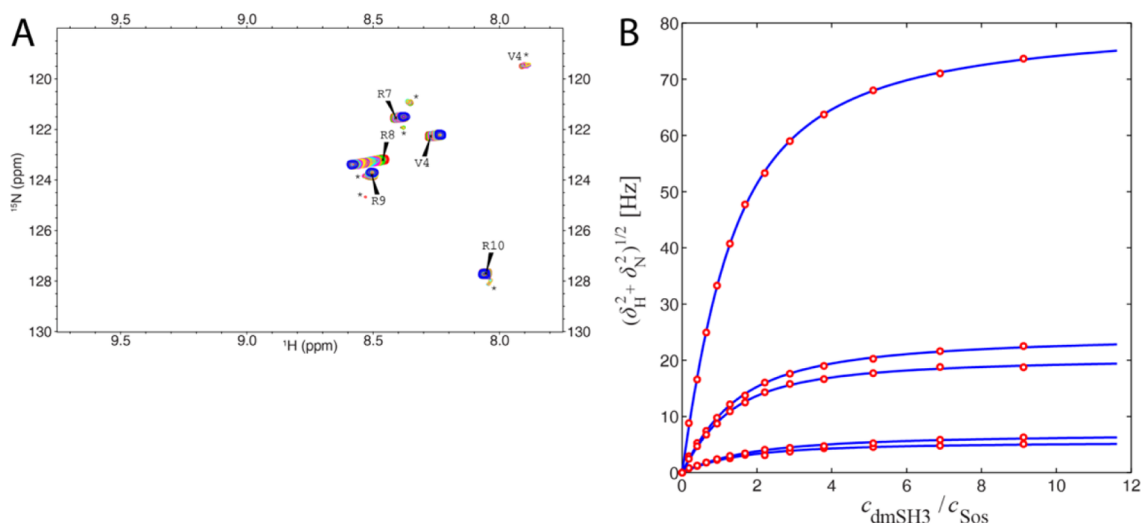 A
9.5 9.0 8.5 8.0
V4*
120 120
R7
*
122 R8 * 122
V4
124 * 124
* R9
126 126
R10
128 128
*
130 130
9.5 9.0 8.5 8.0
¹H (ppm)
¹⁵N (ppm)
B
80
70
60
50
40
30
20
10
0
0 2 4 6 8 10 12
(δ²H + δ²N)^1/2 [Hz]
c dmSH3 / c Sos